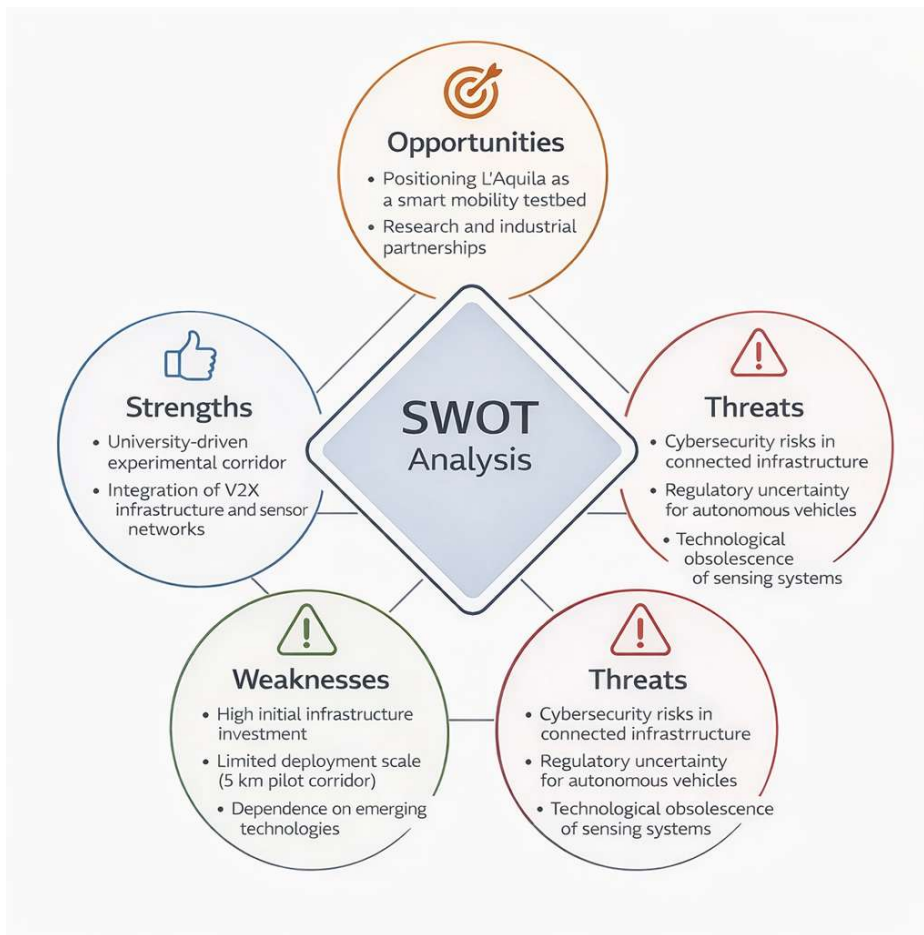 Opportunities
• Positioning L'Aquila as
a smart mobility testbed
• Research and industrial
partnerships
SWOT
Analysis
Strengths
• University-driven
experimental corridor
• Integration of V2X
infrastructure and sensor
networks
Threats
• Cybersecurity risks in
connected infrastructure
• Regulatory uncertainty
for autonomous vehicles
• Technological
obsolescence
of sensing systems
Weaknesses
• High initial infrastructure
investment
• Limited deployment scale
(5 km pilot corridor)
• Dependence on emerging
technologies
Threats
• Cybersecurity risks in
connected infrastrructure
• Regulatory uncertainty
for autonomous vehicles
• Technological obsolescence
of sensing systems